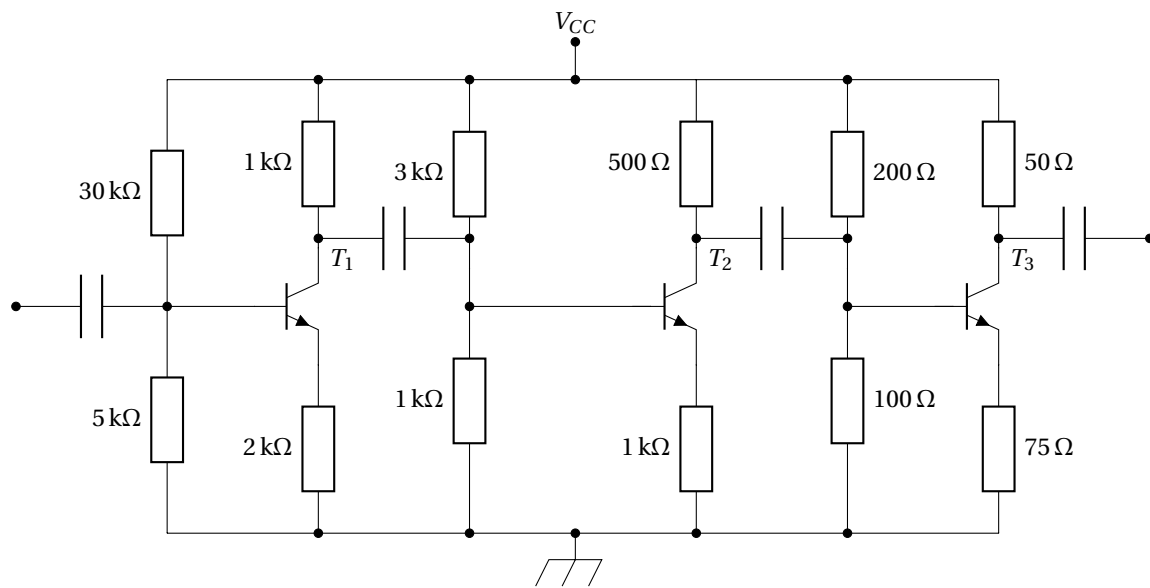 V_CC
1 kΩ
3 kΩ
500 Ω
200 Ω
50 Ω
30 kΩ
T_1
T_2
T_3
5 kΩ
2 kΩ
1 kΩ
1 kΩ
100 Ω
75 Ω